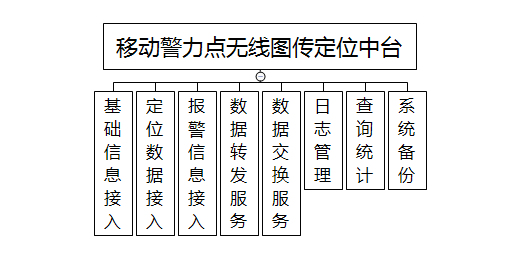 移动警力点无线图传定位中台
基础信息接入
定位数据接入
报警信息接入
数据转发服务
数据交换服务
日志管理
查询统计
系统备份